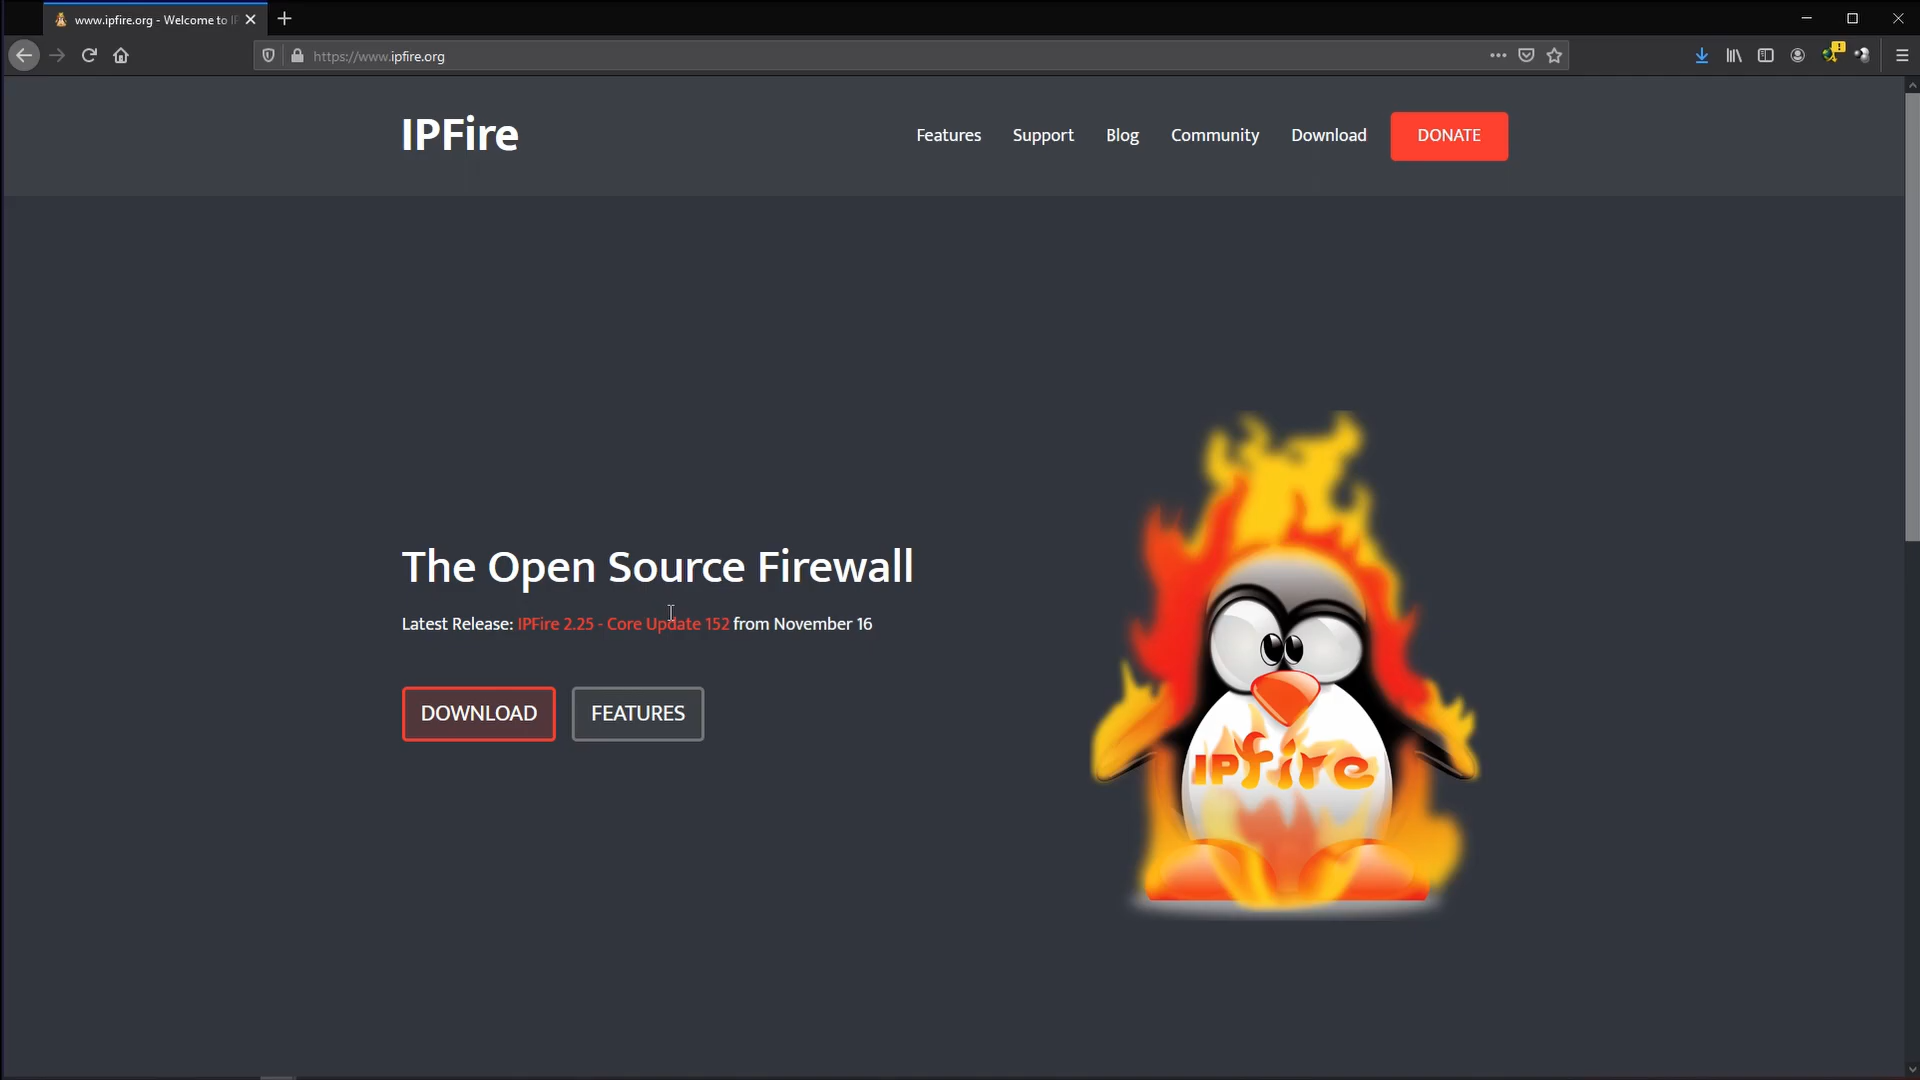 www.ipfire.org - Welcome to IP
https://www.ipfire.org
IPFire
Features Support Blog Community Download DONATE
The Open Source Firewall
Latest Release: IPFire 2.25 - Core Update 152 from November 16
DOWNLOAD FEATURES
IPfire